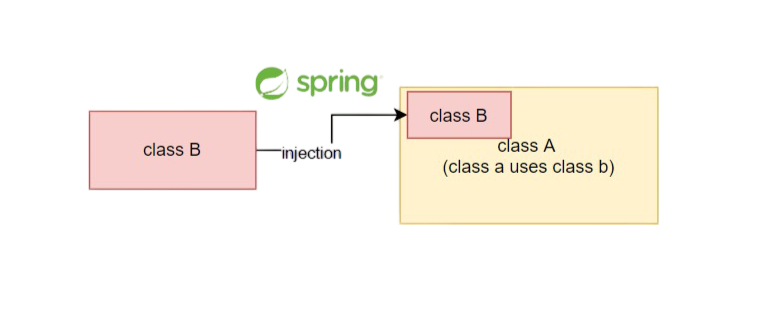 spring
class B
injection
class B
class A
(class a uses class b)